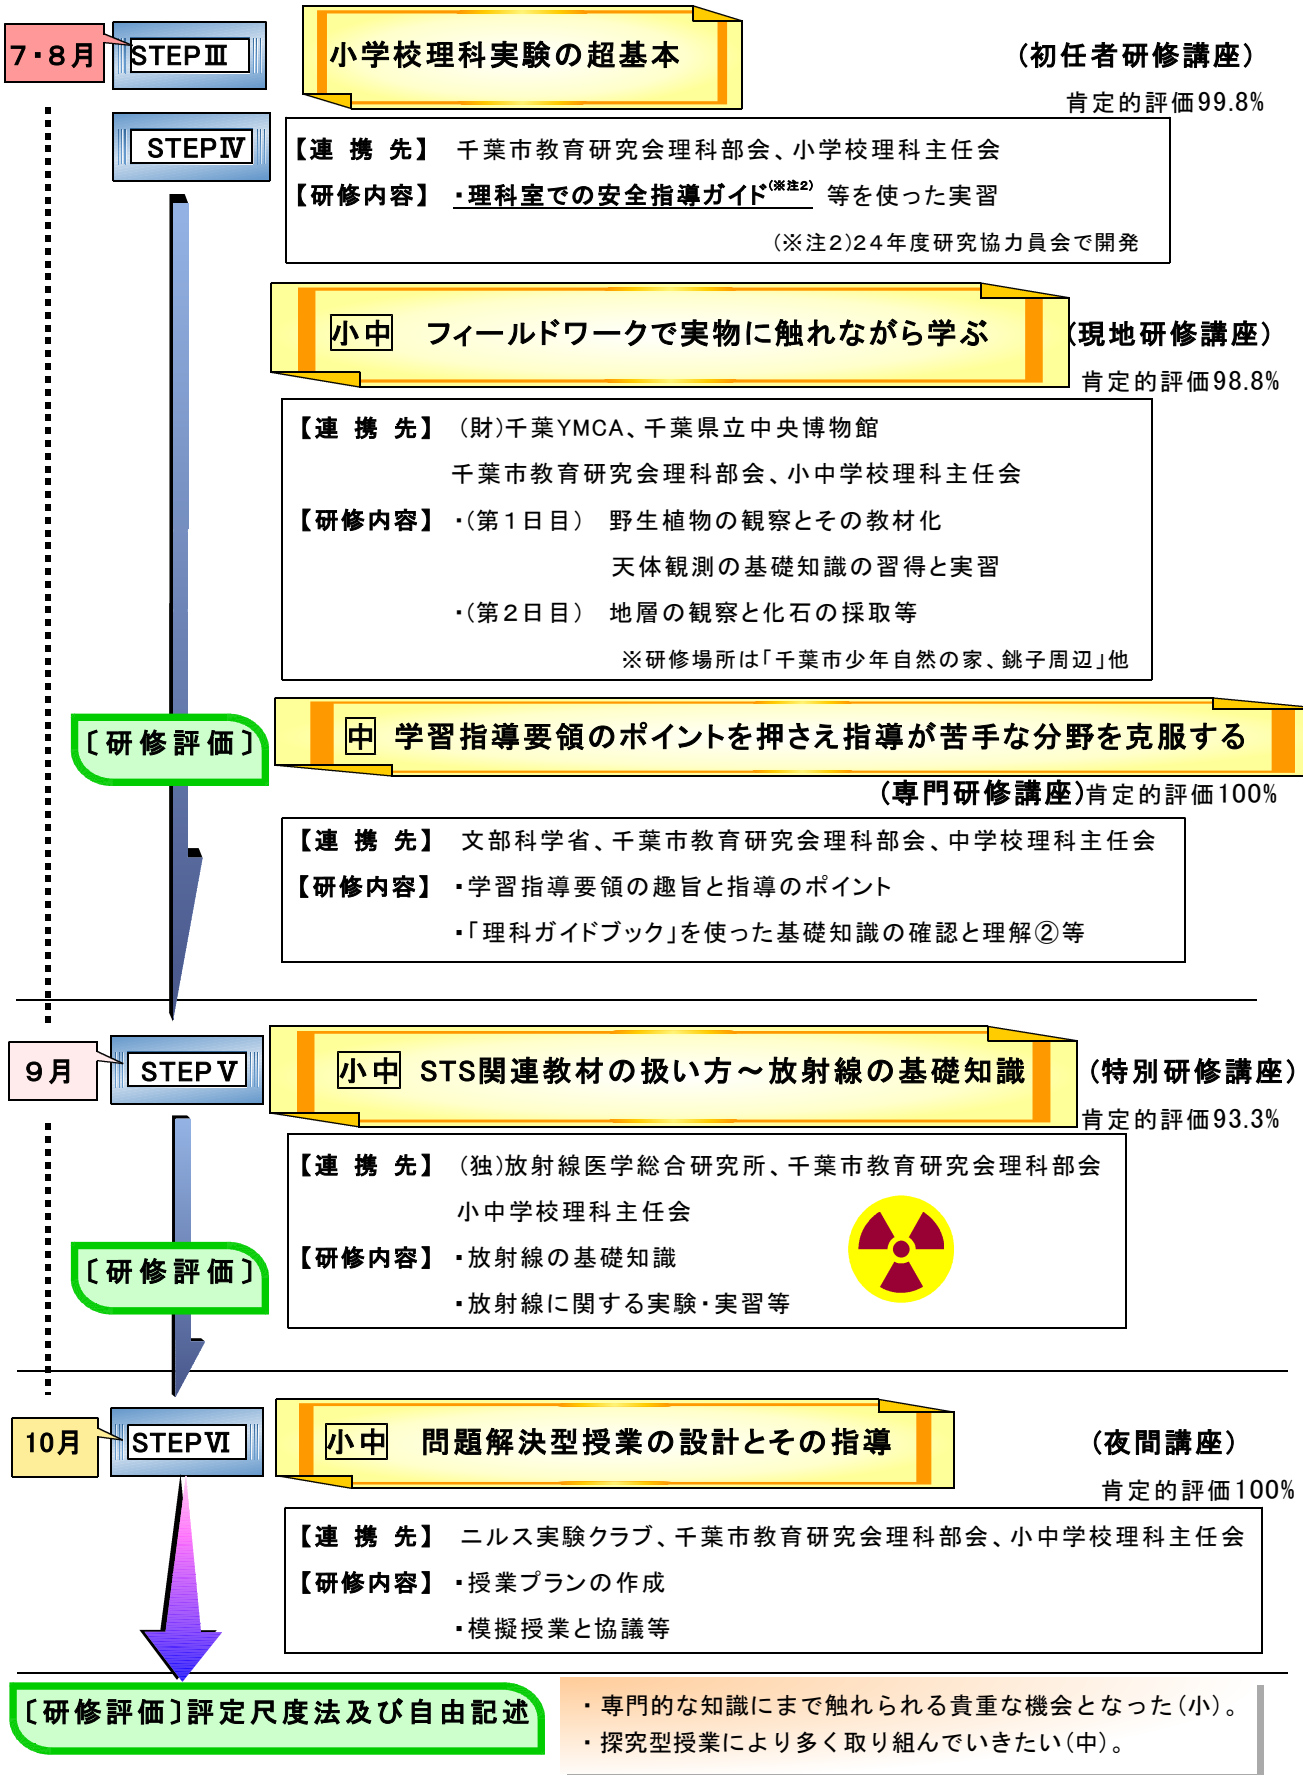 7・8月
STEPⅢ
小学校理科実験の超基本
(初任者研修講座)
肯定的評価99.8%
STEPⅣ
【連 携 先】 千葉市教育研究会理科部会、小学校理科主任会
【研修内容】 ・理科室での安全指導ガイド(※注2) 等を使った実習
(※注2)24年度研究協力員会で開発
小中 フィールドワークで実物に触れながら学ぶ
(現地研修講座)
肯定的評価98.8%
【連 携 先】 (財)千葉YMCA、千葉県立中央博物館
千葉市教育研究会理科部会、小中学校理科主任会
【研修内容】 ・(第1日目) 野生植物の観察とその教材化
天体観測の基礎知識の習得と実習
・(第2日目) 地層の観察と化石の採取等
※研修場所は「千葉市少年自然の家、銚子周辺」他
〔研修評価〕
中 学習指導要領のポイントを押さえ指導が苦手な分野を克服する
(専門研修講座)肯定的評価100%
【連 携 先】 文部科学省、千葉市教育研究会理科部会、中学校理科主任会
【研修内容】 ・学習指導要領の趣旨と指導のポイント
・「理科ガイドブック」を使った基礎知識の確認と理解②等
9月
STEPⅤ
小中 STS関連教材の扱い方～放射線の基礎知識
(特別研修講座)
肯定的評価93.3%
【連 携 先】 (独)放射線医学総合研究所、千葉市教育研究会理科部会
小中学校理科主任会
【研修内容】 ・放射線の基礎知識
・放射線に関する実験・実習等
〔研修評価〕
10月
STEPⅥ
小中 問題解決型授業の設計とその指導
(夜間講座)
肯定的評価100%
【連 携 先】 ニルス実験クラブ、千葉市教育研究会理科部会、小中学校理科主任会
【研修内容】 ・授業プランの作成
・模擬授業と協議等
〔研修評価〕評定尺度法及び自由記述
・専門的な知識にまで触れられる貴重な機会となった(小)。
・探究型授業により多く取り組んでいきたい(中)。